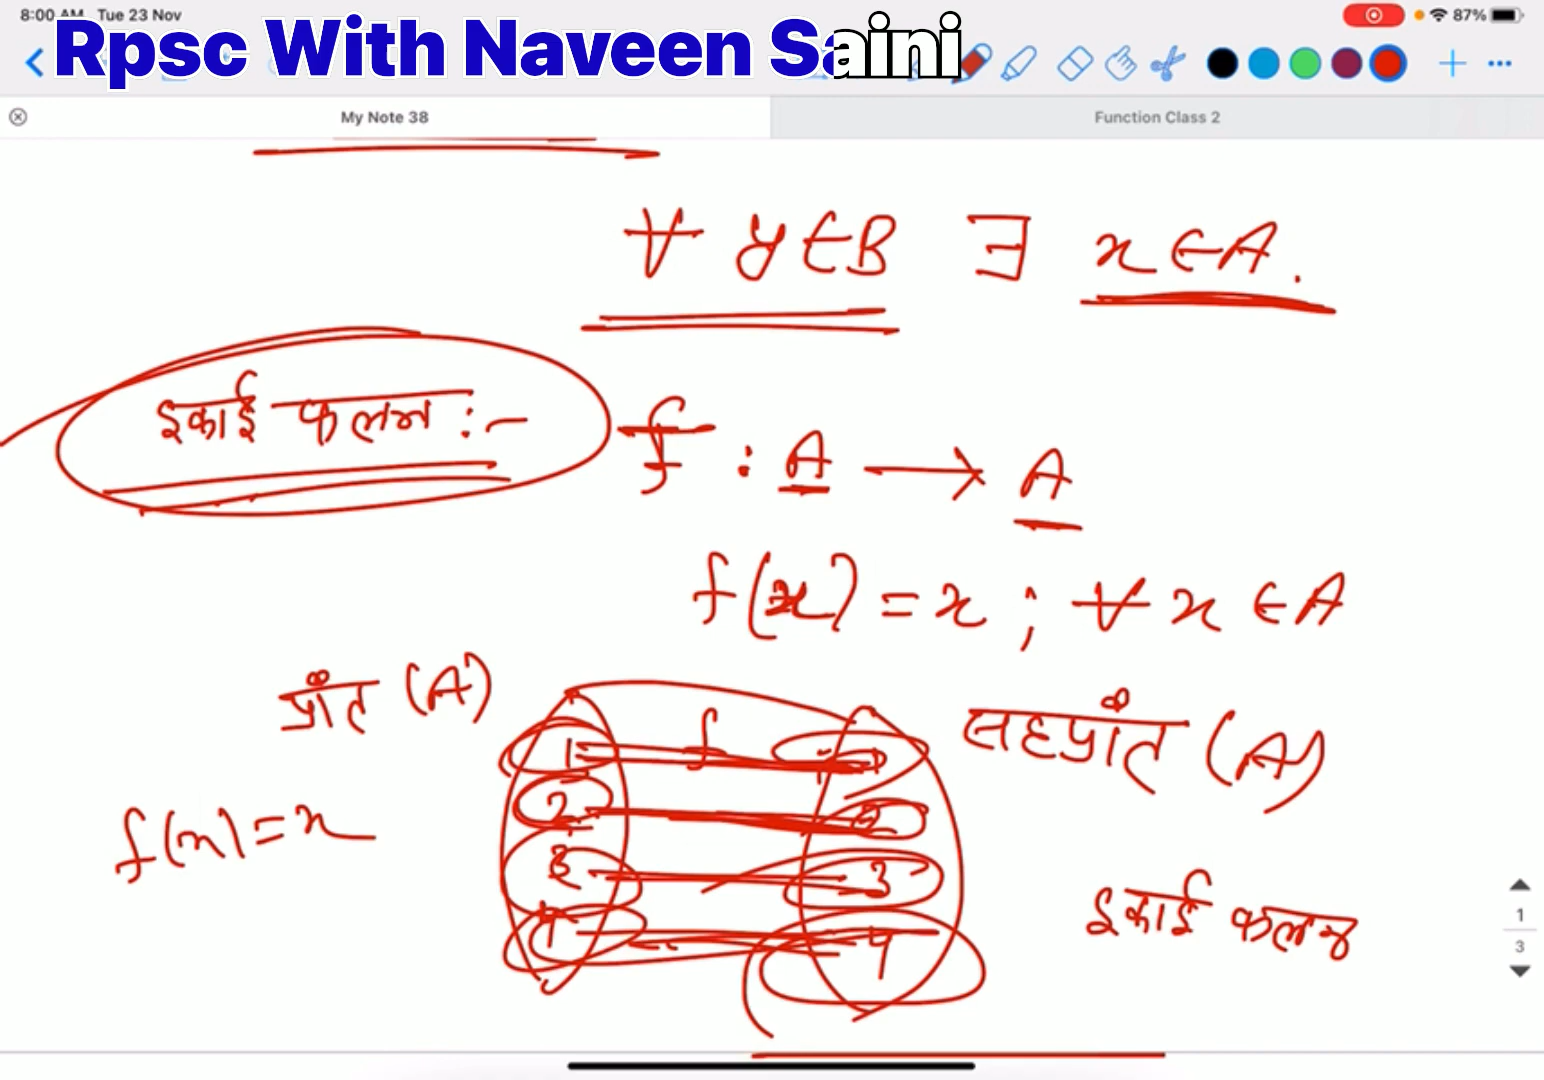 8:00 AM Tue 23 Nov
87%
Rpsc With Naveen Saini
My Note 38
Function Class 2
∀ y ∈ B ∃ x ∈ A.
इकाई फलन :-
f : A → A
f(x) = x ; ∀ x ∈ A
प्रांत (A)
f
सहप्रांत (A)
1 1
2 2
3 3
4 4
f(x) = x
इकाई फलन
1
3